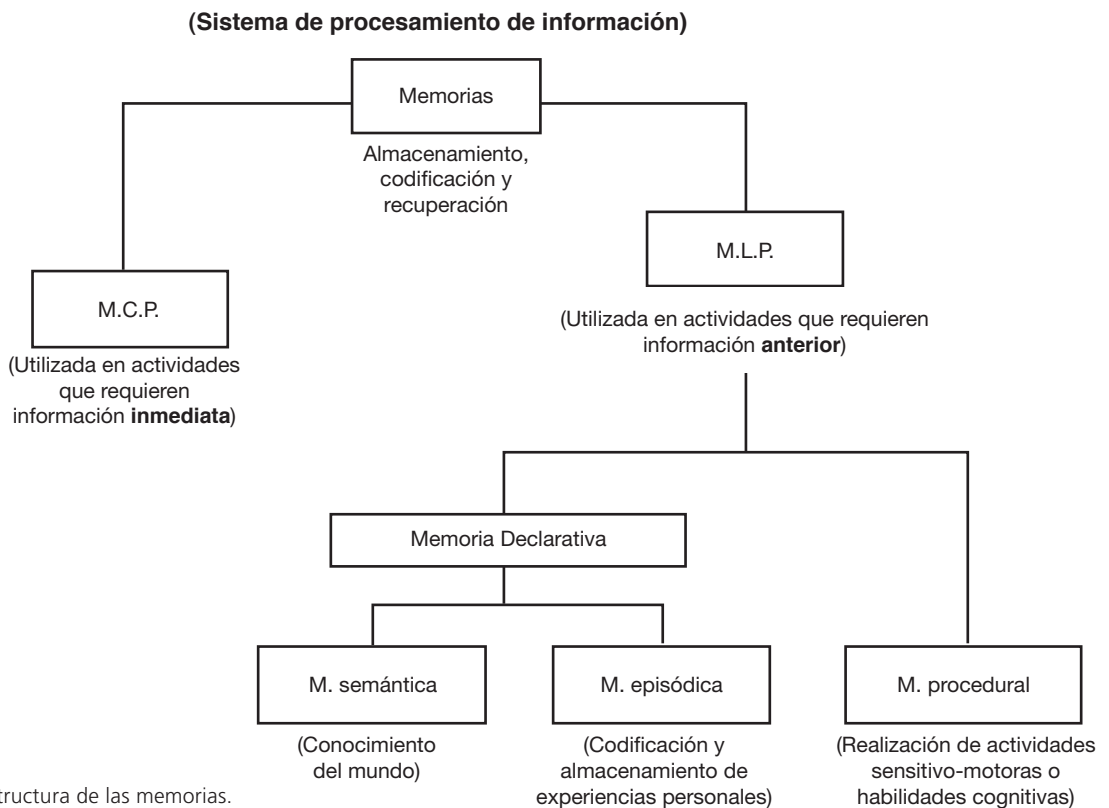 (Sistema de procesamiento de información)
Memorias
Almacenamiento,
codificación y
recuperación
M.L.P.
M.C.P.
(Utilizada en actividades que requieren
información anterior)
(Utilizada en actividades
que requieren
información inmediata)
Memoria Declarativa
M. semántica
M. episódica
M. procedural
(Conocimiento
del mundo)
(Codificación y
almacenamiento de
experiencias personales)
(Realización de actividades
sensitivo-motoras o
habilidades cognitivas)
tructura de las memorias.